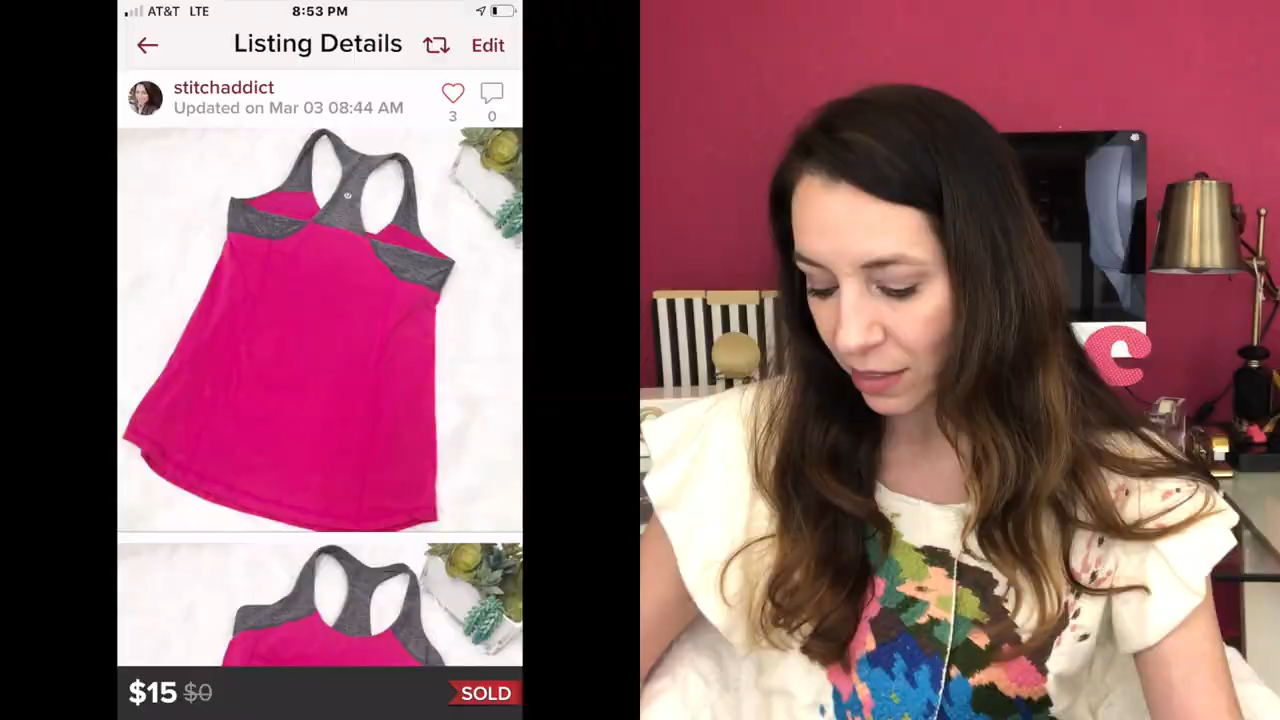 AT&T LTE 8:53 PM
Listing Details Edit
stitchaddict
Updated on Mar 03 08:44 AM
3 0
$15 $0 SOLD